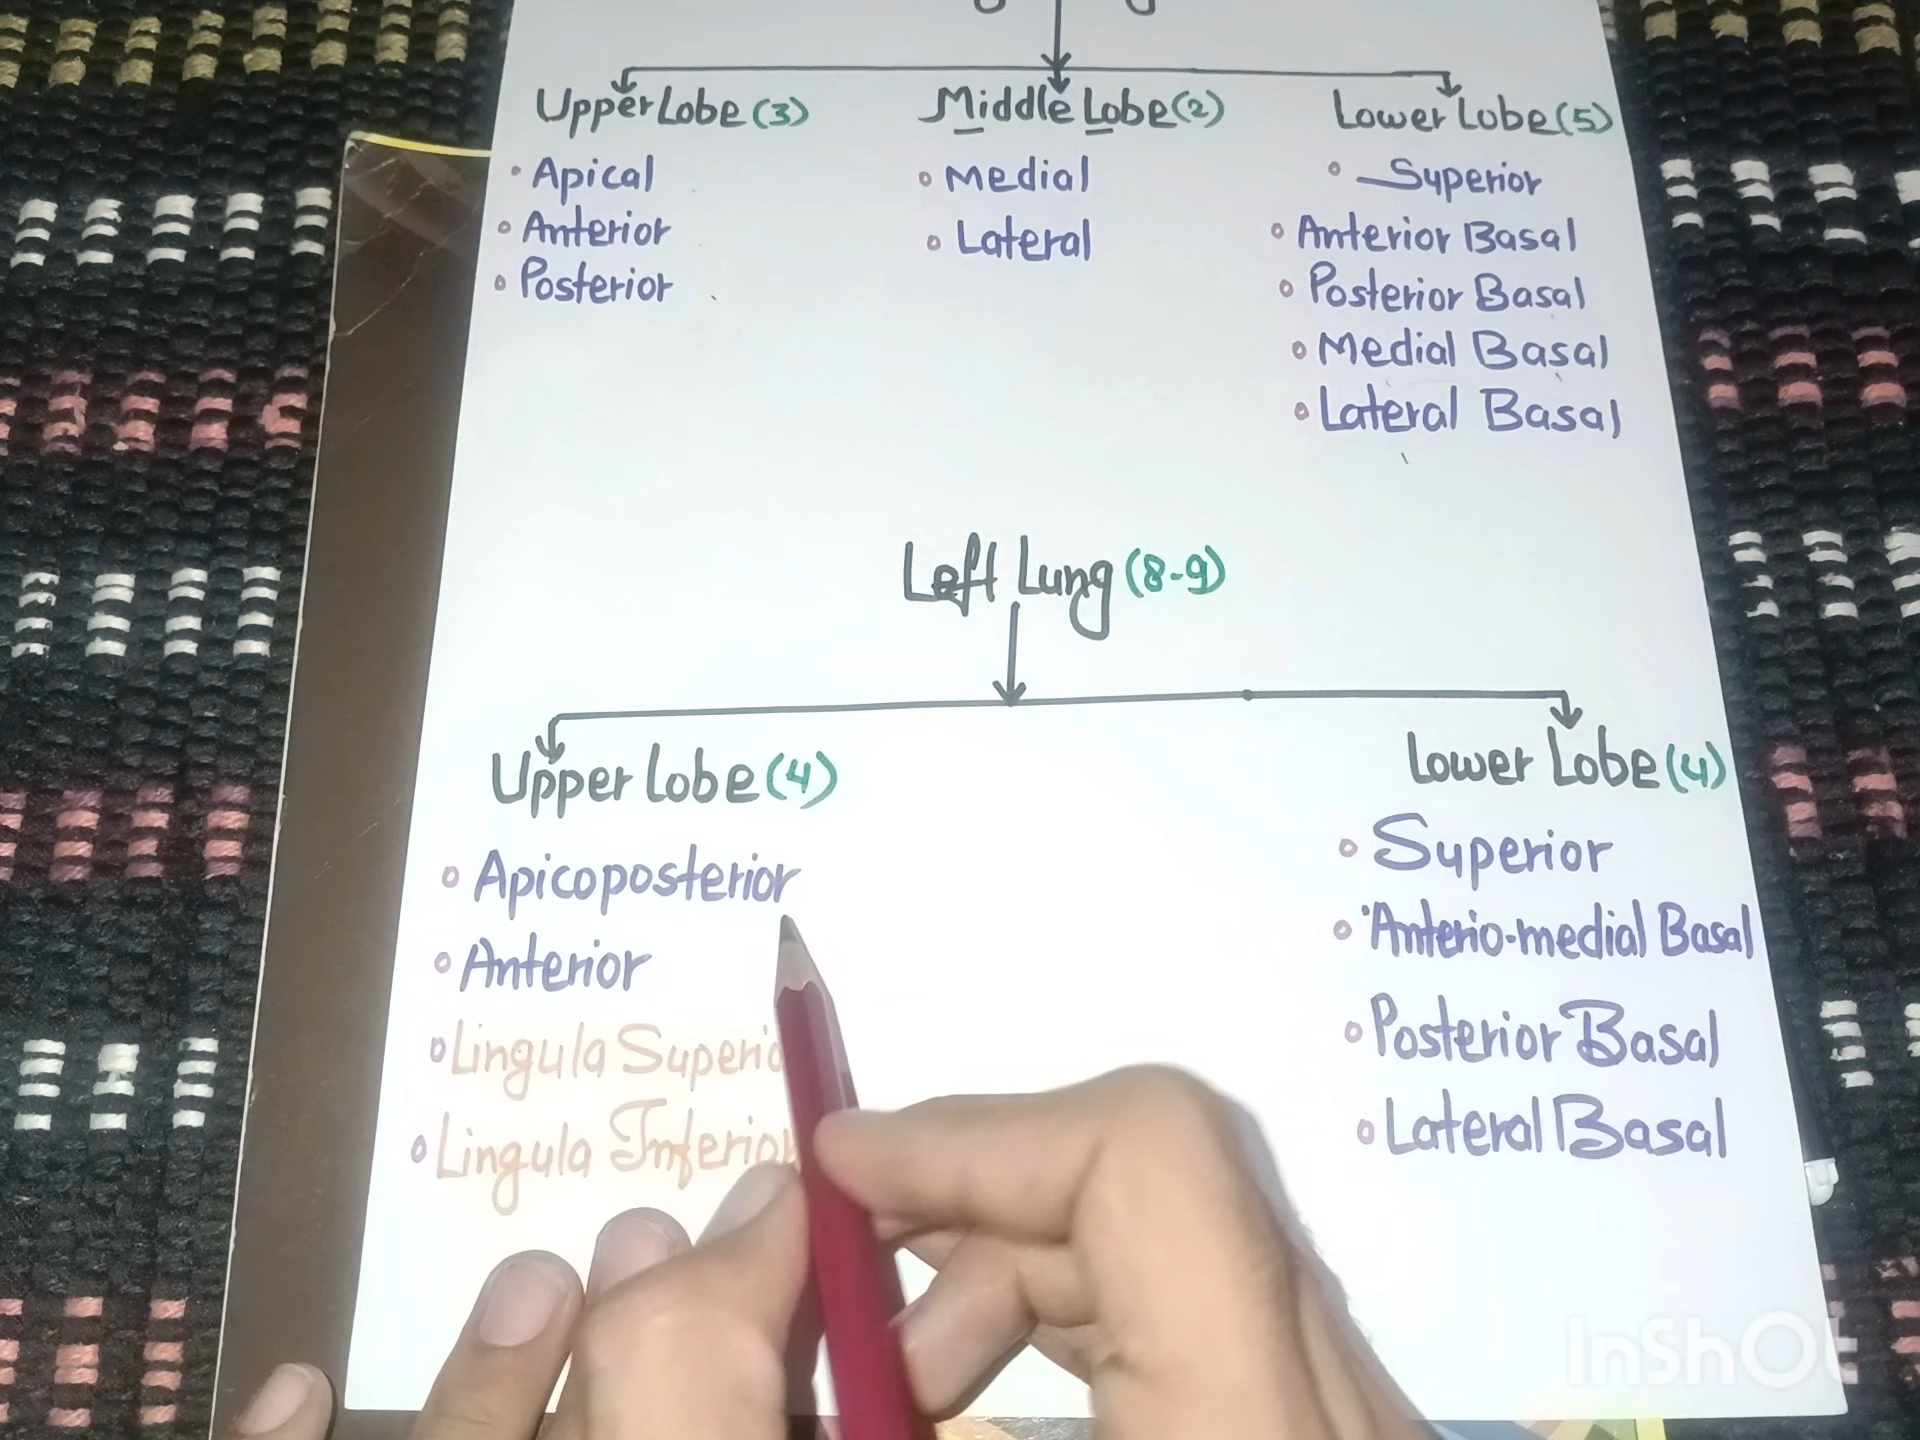 Upper Lobe (3)
Apical
Anterior
Posterior
Middle Lobe (2)
Medial
Lateral
Lower Lobe (5)
Superior
Anterior Basal
Posterior Basal
Medial Basal
Lateral Basal
Left Lung (8-9)
Upper Lobe (4)
Apicoposterior
Anterior
Lingula Superio
Lingula Inferior
Lower Lobe (4)
Superior
Anterio-medial Basal
Posterior Basal
Lateral Basal
InShOt